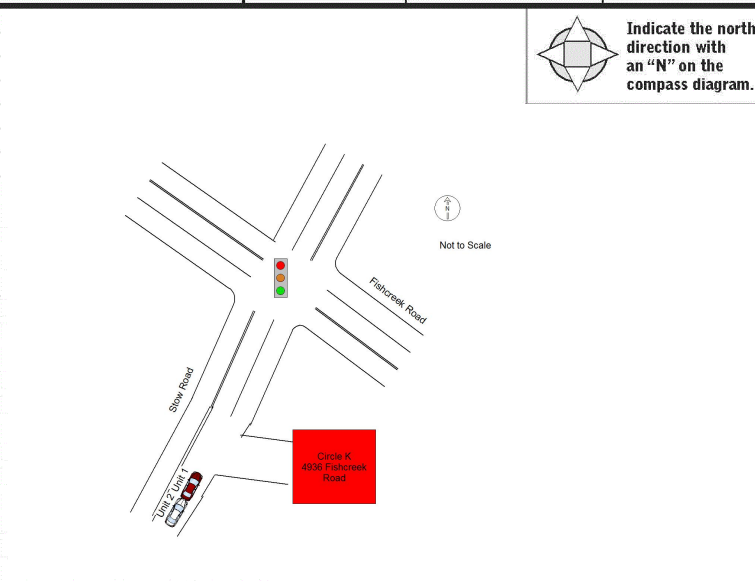 Indicate the north
direction with
an “N” on the
compass diagram.
N
Not to Scale
Fishcreek Road
Stow Road
Circle K
4936 Fishcreek
Road
Unit 1
Unit 2